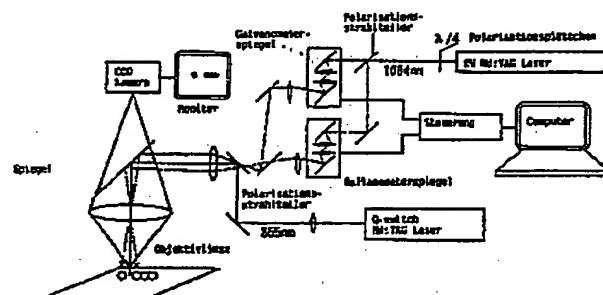 Polarisations-
strahlteiler
Galvanometer-
spiegel
λ/4 Polarisationsplättchen
CCD
Kamera
Monitor
1064nm
CW Nd:YAG Laser
Steuerung
Computer
Spiegel
Galvanometerspiegel
Polarisations-
strahlteiler
355nm
Q-switch
Nd:YAG Laser
Objektivlinse